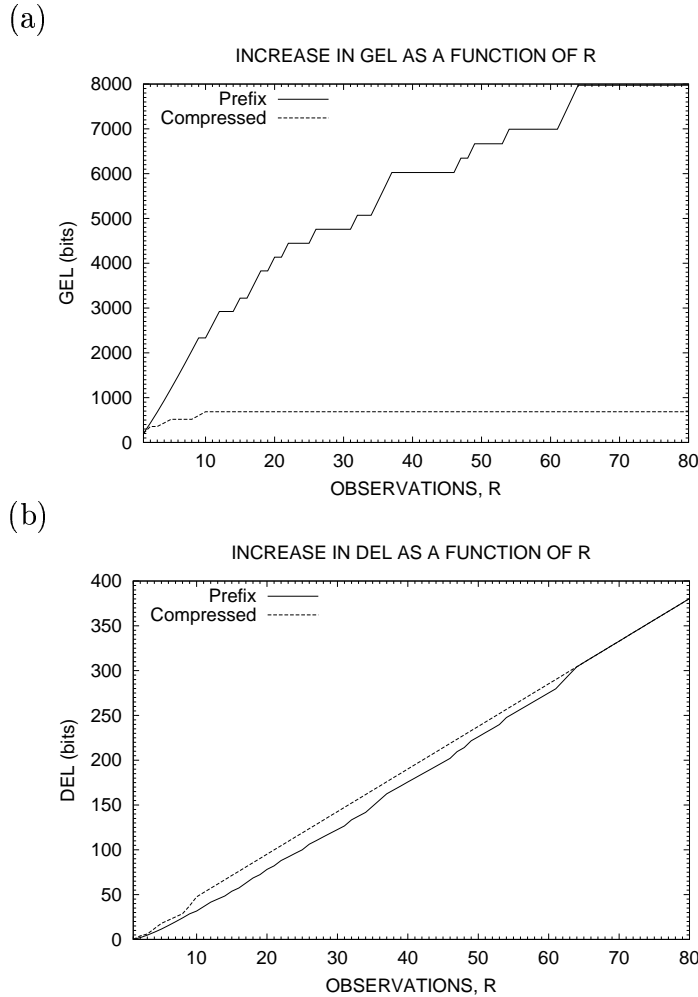 (a)
INCREASE IN GEL AS A FUNCTION OF R
8000
7000
6000
5000
4000
3000
2000
1000
0
GEL (bits)
Prefix
Compressed
10 20 30 40 50 60 70 80
OBSERVATIONS, R
(b)
INCREASE IN DEL AS A FUNCTION OF R
400
350
300
250
200
150
100
50
0
DEL (bits)
Prefix
Compressed
10 20 30 40 50 60 70 80
OBSERVATIONS, R